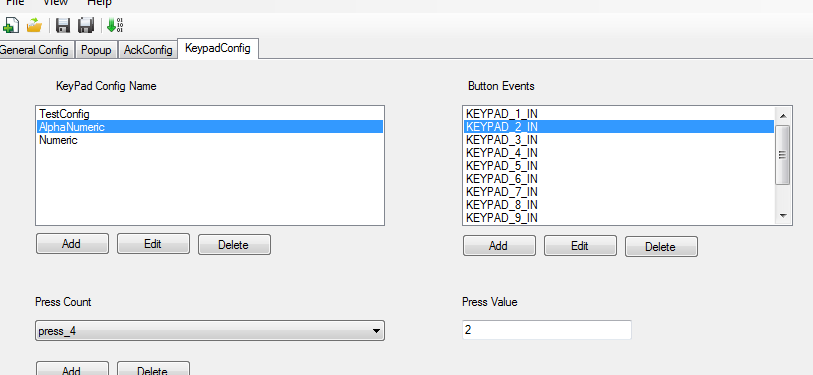 File View Help
General Config Popup AckConfig KeypadConfig
KeyPad Config Name
TestConfig
AlphaNumeric
Numeric
Add Edit Delete
Button Events
KEYPAD_1_IN
KEYPAD_2_IN
KEYPAD_3_IN
KEYPAD_4_IN
KEYPAD_5_IN
KEYPAD_6_IN
KEYPAD_7_IN
KEYPAD_8_IN
KEYPAD_9_IN
Add Edit Delete
Press Count
press_4
Add Delete
Press Value
2